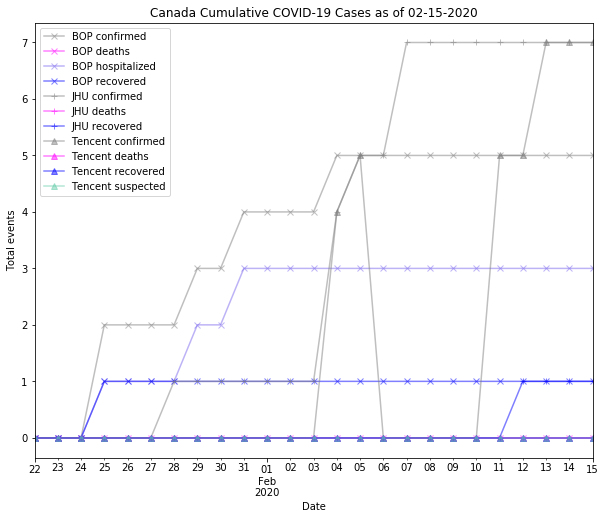 Canada Cumulative COVID-19 Cases as of 02-15-2020
7
6
5
4
3
2
1
0
Total events
BOP confirmed
BOP deaths
BOP hospitalized
BOP recovered
JHU confirmed
JHU deaths
JHU recovered
Tencent confirmed
Tencent deaths
Tencent recovered
Tencent suspected
22 23 24 25 26 27 28 29 30 31 01 02 03 04 05 06 07 08 09 10 11 12 13 14 15
Feb
2020
Date